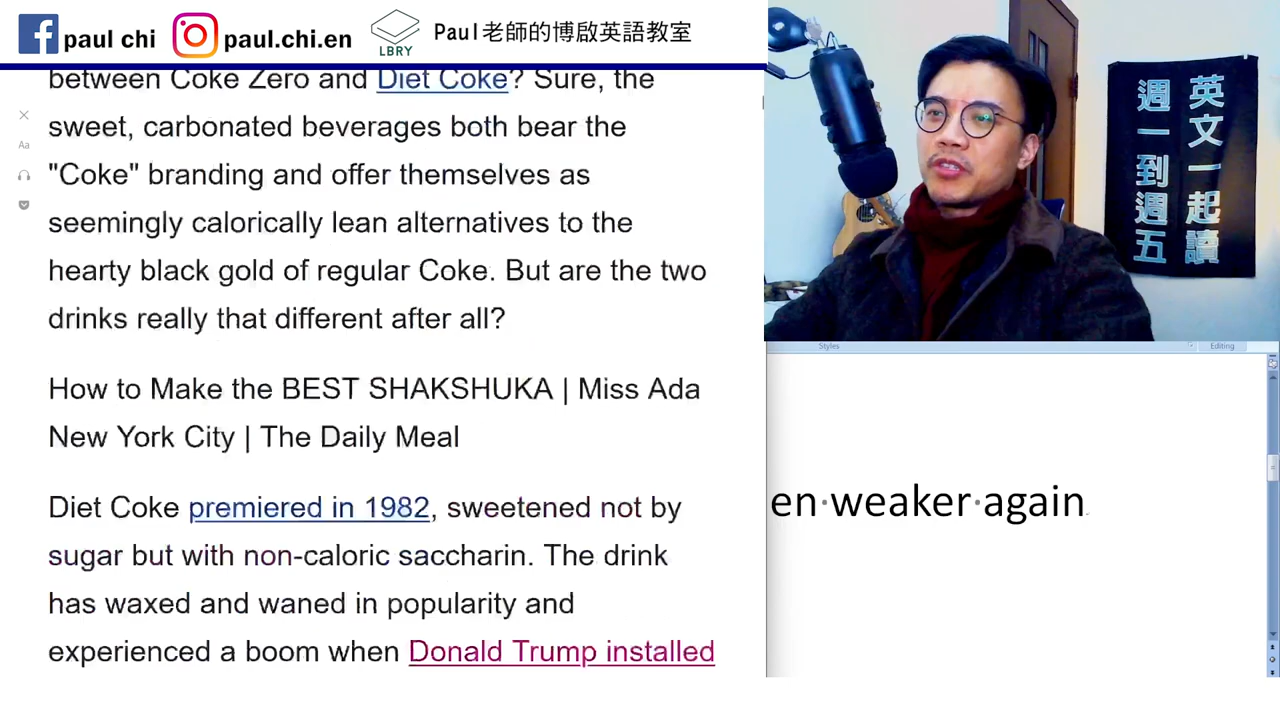 paul chi
paul.chi.en
LBRY
Paul老師的博啟英語教室
between Coke Zero and Diet Coke? Sure, the
sweet, carbonated beverages both bear the
"Coke" branding and offer themselves as
seemingly calorically lean alternatives to the
hearty black gold of regular Coke. But are the two
drinks really that different after all?
How to Make the BEST SHAKSHUKA | Miss Ada
New York City | The Daily Meal
Diet Coke premiered in 1982, sweetened not by
sugar but with non-caloric saccharin. The drink
has waxed and waned in popularity and
experienced a boom when Donald Trump installed
Aa
英文一起讀
週一到週五
Styles
Editing
en·weaker·again